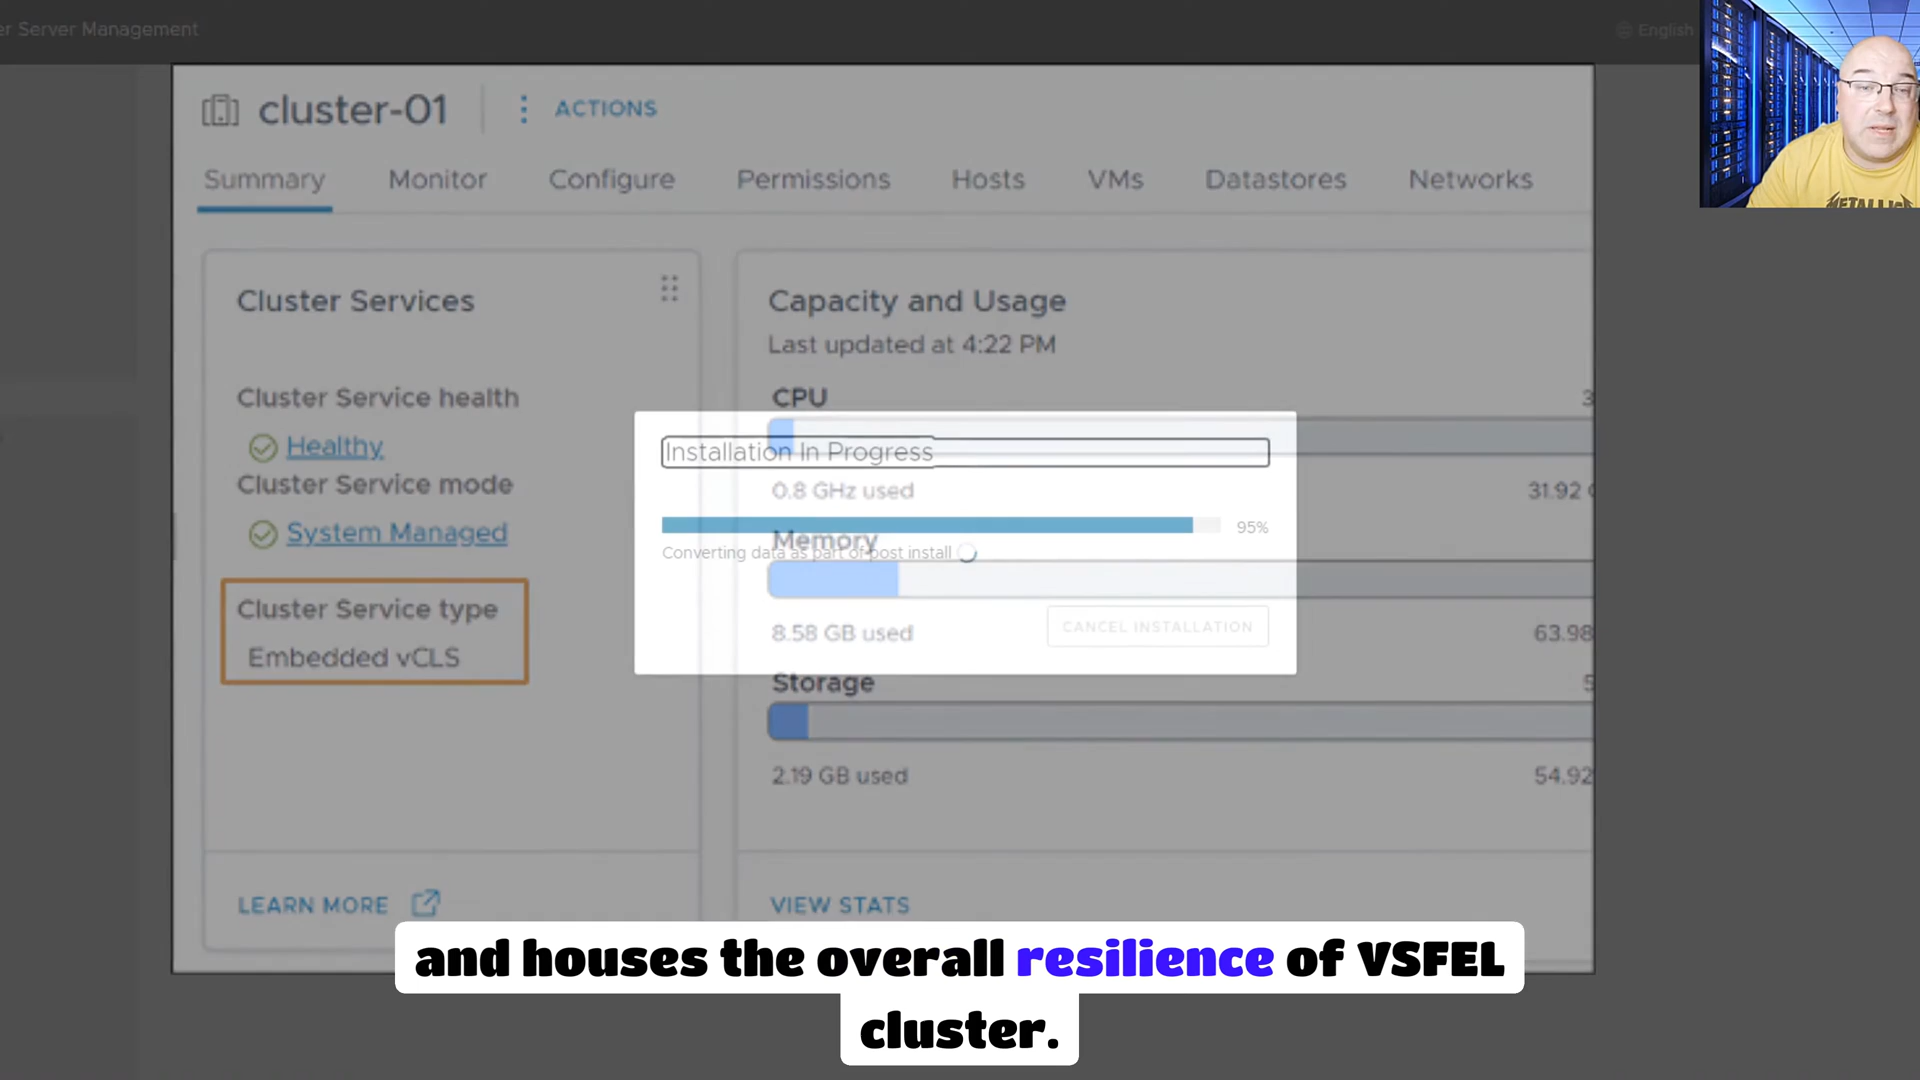 er Server Management
English
cluster-01
ACTIONS
Summary Monitor Configure Permissions Hosts VMs Datastores Networks
Cluster Services
Cluster Service health
Healthy
Cluster Service mode
System Managed
Cluster Service type
Embedded vCLS
LEARN MORE
Capacity and Usage
Last updated at 4:22 PM
CPU
3
0.8 GHz used
31.92
Memory
8.58 GB used
63.98
Storage
5
2.19 GB used
54.92
VIEW STATS
Installation In Progress
95%
Converting data as part of post install
CANCEL INSTALLATION
METALLIC
and houses the overall resilience of VSFEL
cluster.